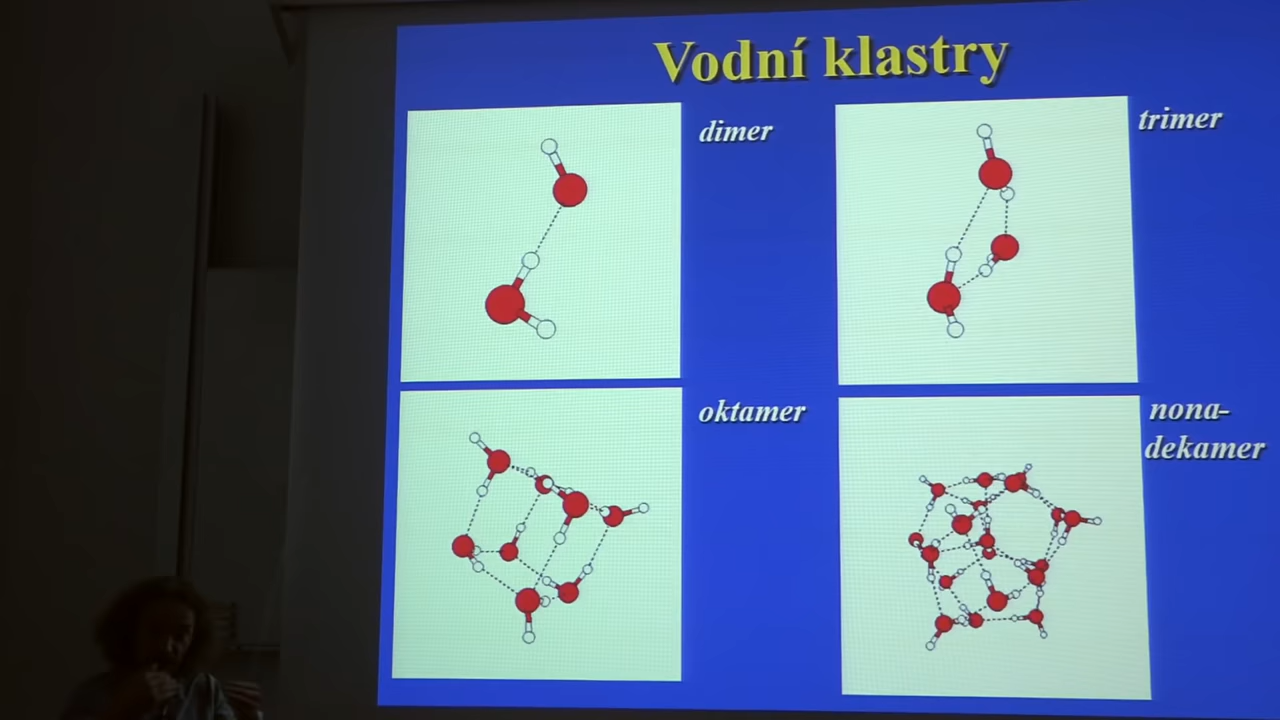 Vodní klastry
dimer
trimer
oktamer
nona-
dekamer